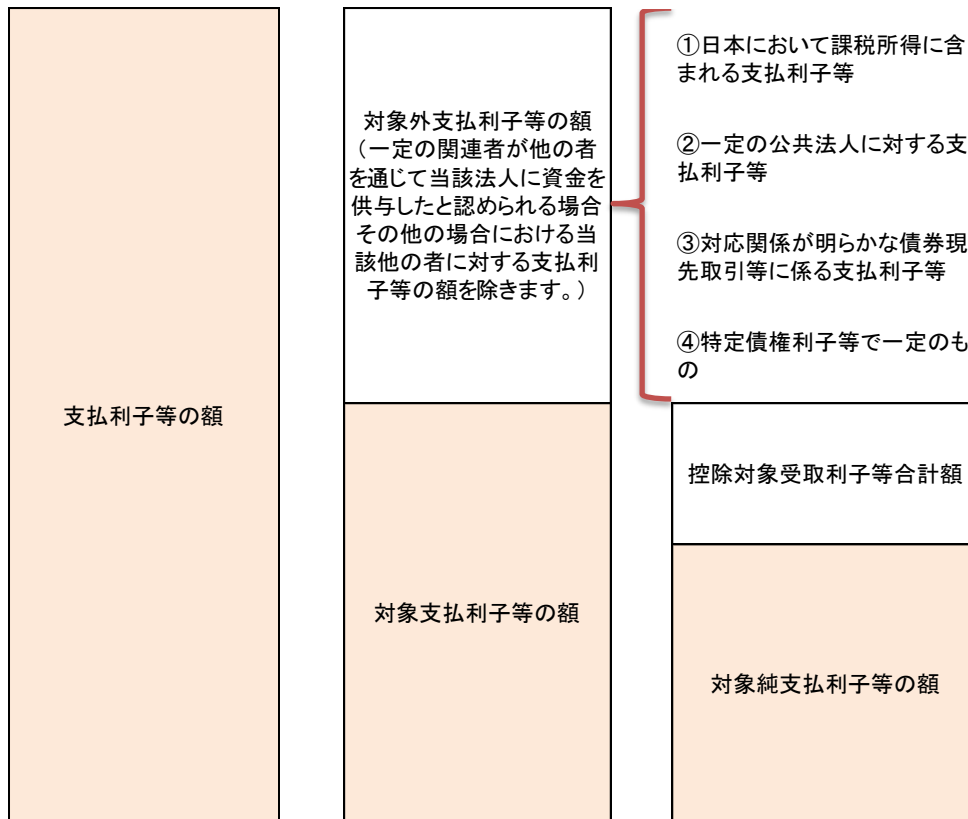 支払利子等の額
対象外支払利子等の額
（一定の関連者が他の者
を通じて当該法人に資金を
供与したと認められる場合
その他の場合における当
該他の者に対する支払利
子等の額を除きます。）
対象支払利子等の額
①日本において課税所得に含
まれる支払利子等
②一定の公共法人に対する支
払利子等
③対応関係が明らかな債券現
先取引等に係る支払利子等
④特定債権利子等で一定のも
の
控除対象受取利子等合計額
対象純支払利子等の額